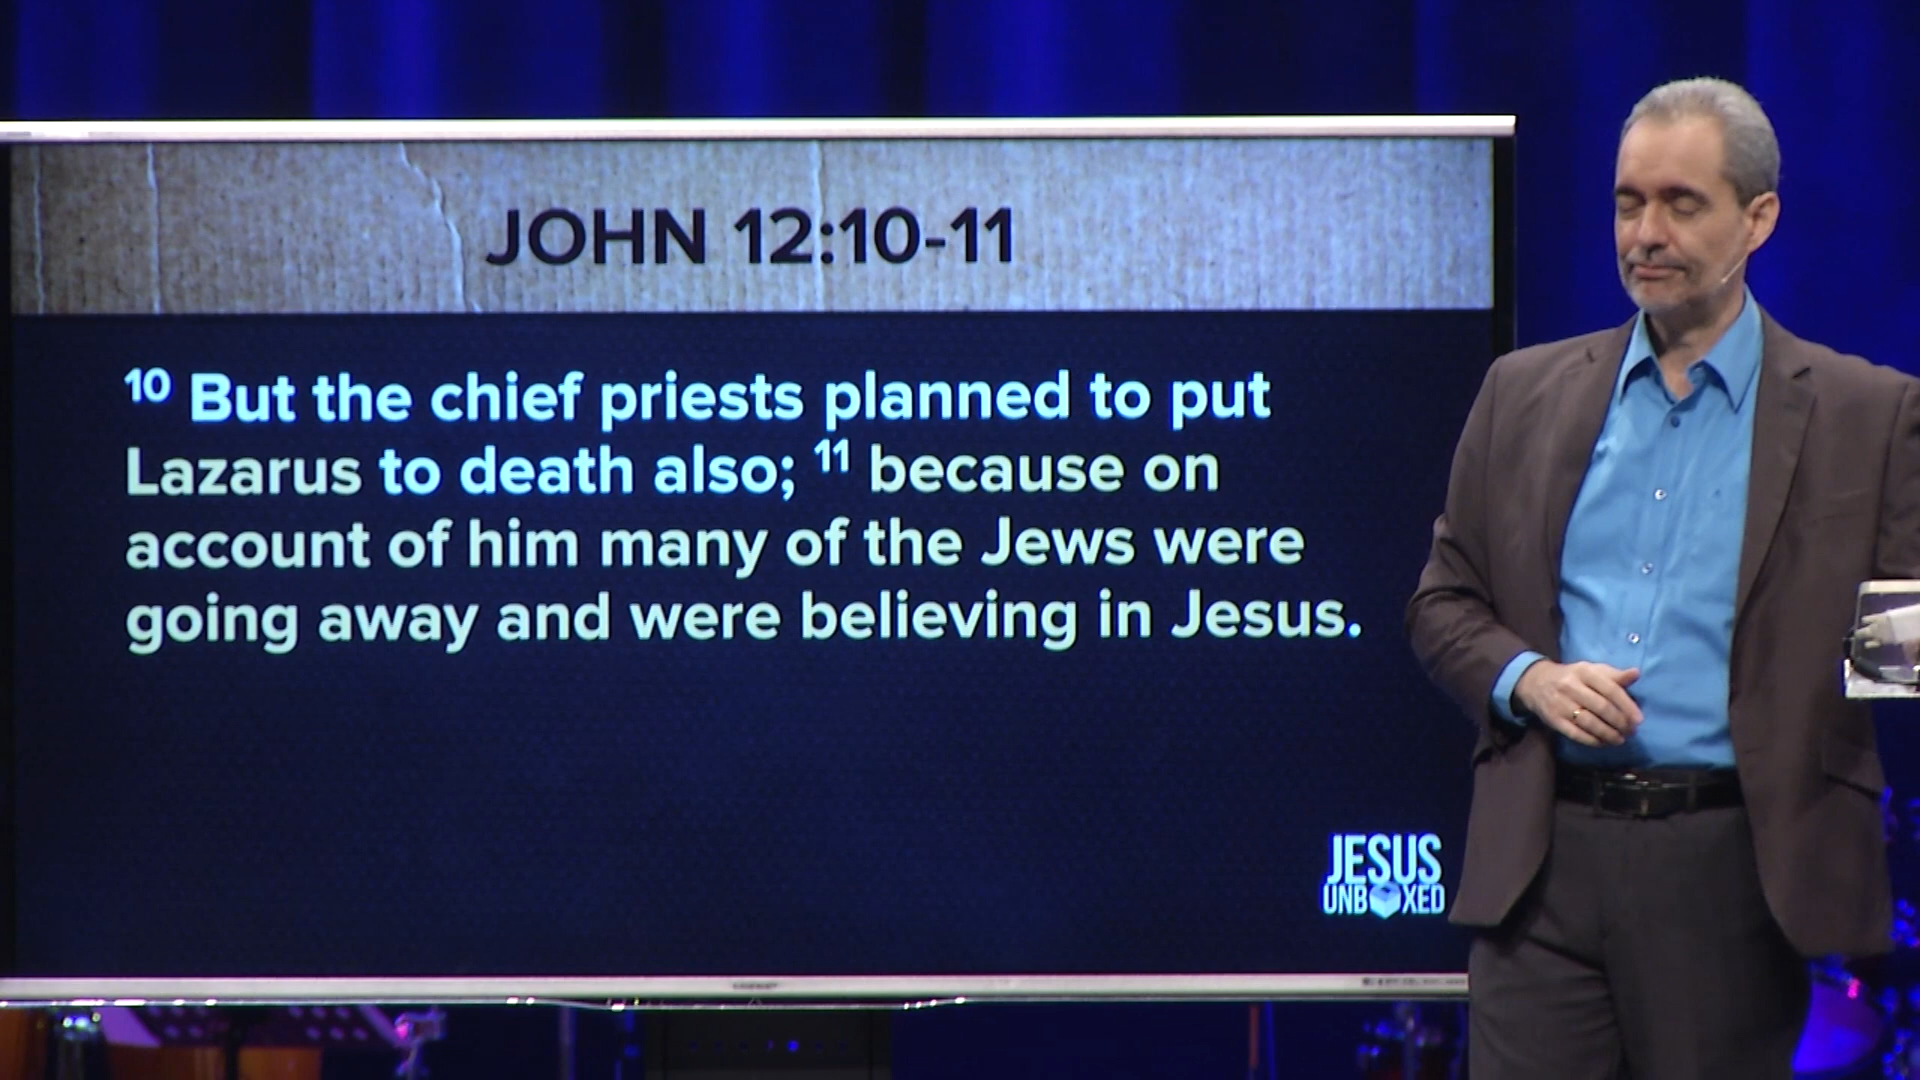 JOHN 12:10-11
10 But the chief priests planned to put
Lazarus to death also; 11 because on
account of him many of the Jews were
going away and were believing in Jesus.
JESUS
UNBOXED